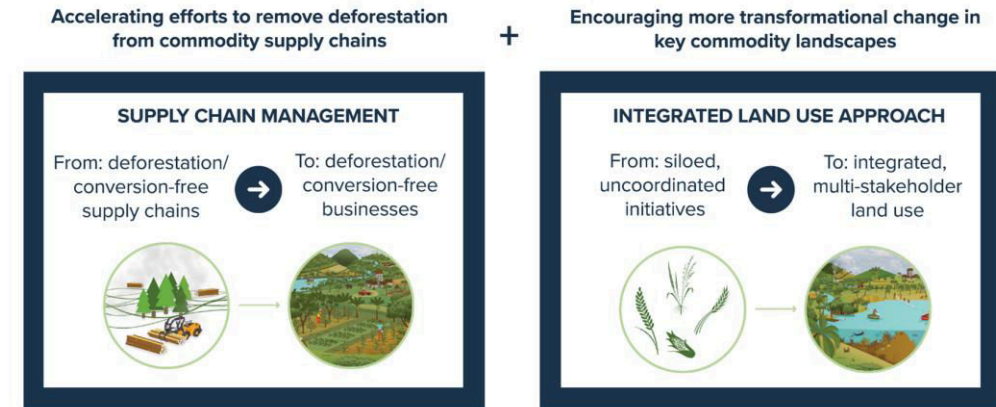 Accelerating efforts to remove deforestation
from commodity supply chains
+
Encouraging more transformational change in
key commodity landscapes
SUPPLY CHAIN MANAGEMENT
From: deforestation/
conversion-free
supply chains
To: deforestation/
conversion-free
businesses
INTEGRATED LAND USE APPROACH
From: siloed,
uncoordinated
initiatives
To: integrated,
multi-stakeholder
land use